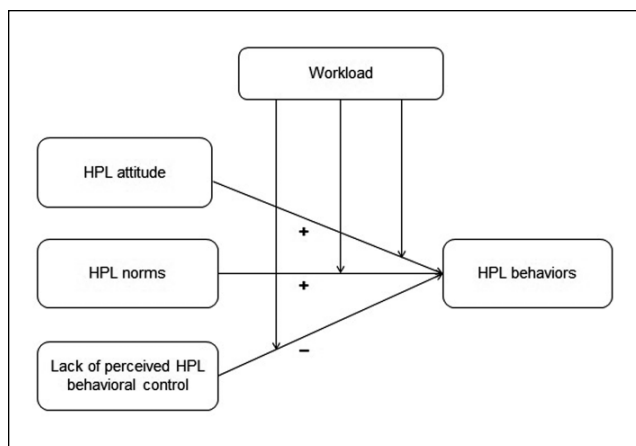 Workload
HPL attitude
+
HPL norms
+
HPL behaviors
Lack of perceived HPL
behavioral control
−